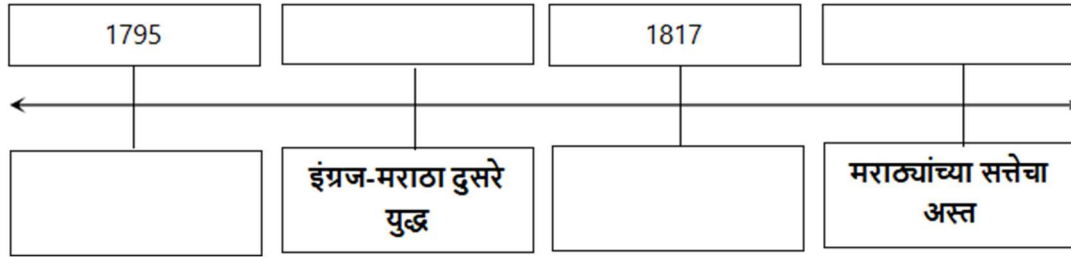 1795
1817
इंग्रज-मराठा दुसरे
युद्ध
मराठ्यांच्या सत्तेचा
अस्त